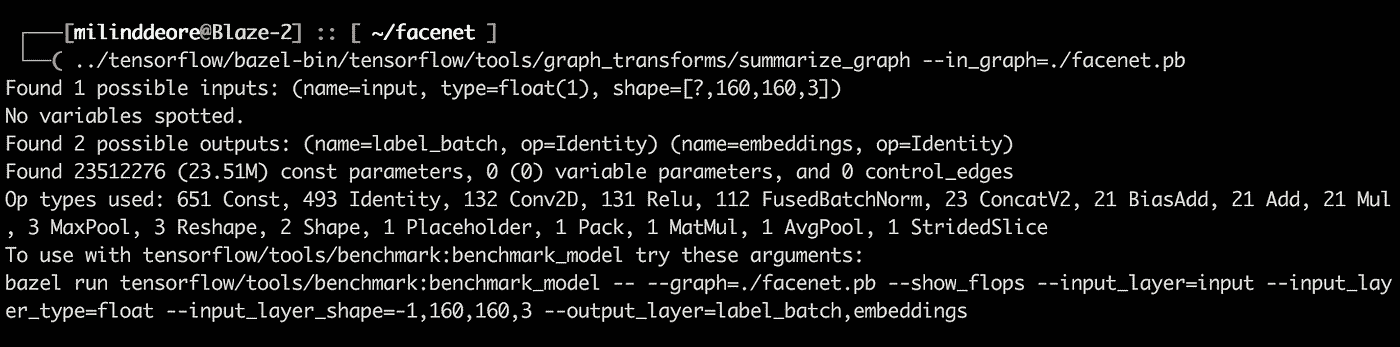 [milinddeore@Blaze-2] :: [ ~/facenet ]
( ../tensorflow/bazel-bin/tensorflow/tools/graph_transforms/summarize_graph --in_graph=./facenet.pb
Found 1 possible inputs: (name=input, type=float(1), shape=[?,160,160,3])
No variables spotted.
Found 2 possible outputs: (name=label_batch, op=Identity) (name=embeddings, op=Identity)
Found 23512276 (23.51M) const parameters, 0 (0) variable parameters, and 0 control_edges
Op types used: 651 Const, 493 Identity, 132 Conv2D, 131 Relu, 112 FusedBatchNorm, 23 ConcatV2, 21 BiasAdd, 21 Add, 21 Mul
, 3 MaxPool, 3 Reshape, 2 Shape, 1 Placeholder, 1 Pack, 1 MatMul, 1 AvgPool, 1 StridedSlice
To use with tensorflow/tools/benchmark:benchmark_model try these arguments:
bazel run tensorflow/tools/benchmark:benchmark_model -- --graph=./facenet.pb --show_flops --input_layer=input --input_lay
er_type=float --input_layer_shape=-1,160,160,3 --output_layer=label_batch,embeddings